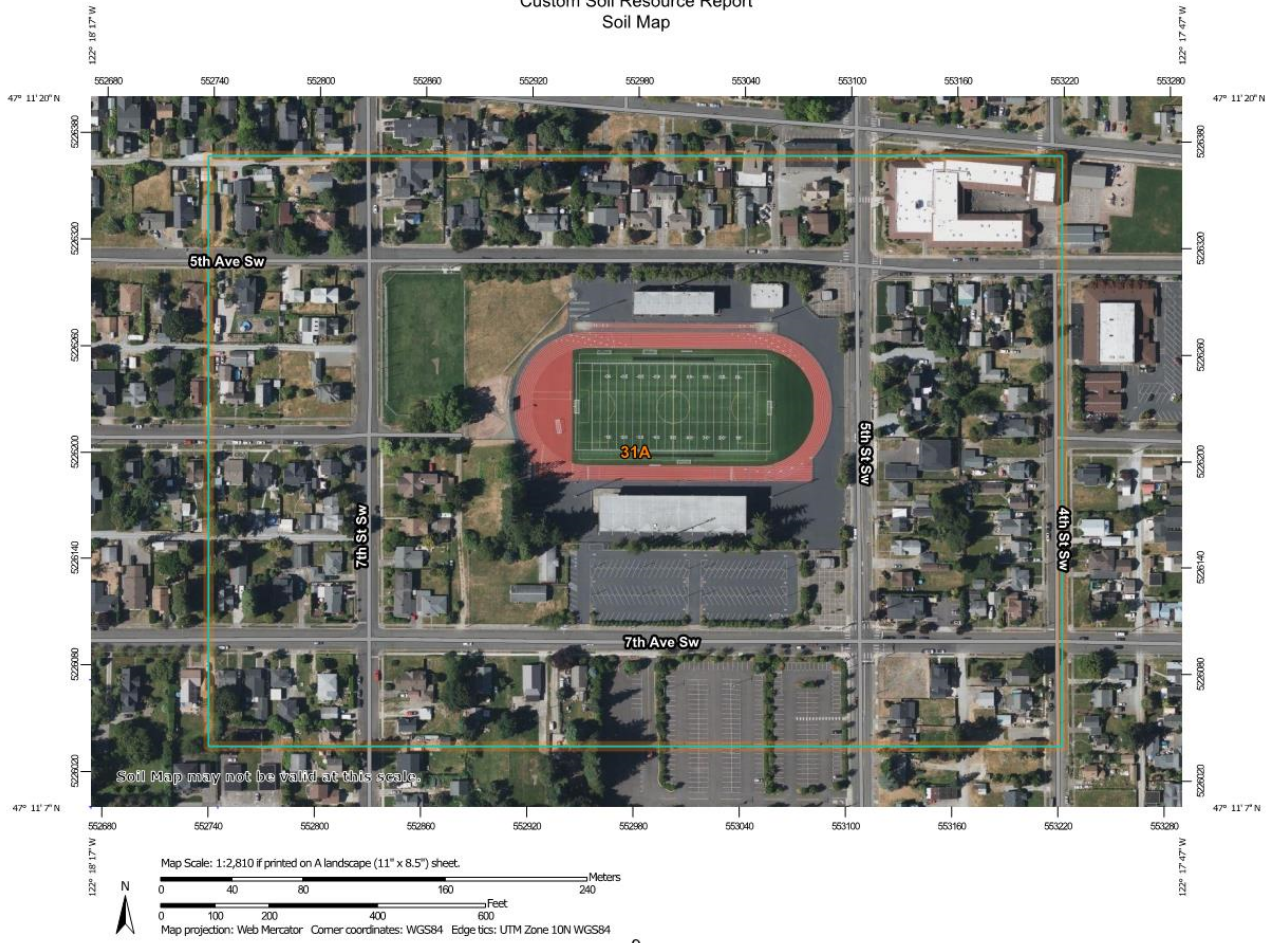 Custom Soil Resource Report
Soil Map
122° 18' 17" W
122° 17' 47" W
552680 552740 552800 552860 552920 552980 553040 553100 553160 553220 553280
47° 11' 20" N
47° 11' 20" N
5226380
5226380
5226320
5226320
5th Ave Sw
5226260
5226260
5226200
5226200
31A
5th St Sw
7th St Sw
4th St Sw
5226140
5226140
7th Ave Sw
5226080
5226080
5226020
5226020
Soil Map may not be valid at this scale.
47° 11' 7" N
47° 11' 7" N
552680 552740 552800 552860 552920 552980 553040 553100 553160 553220 553280
122° 18' 17" W
122° 17' 47" W
Map Scale: 1:2,810 if printed on A landscape (11" x 8.5") sheet.
N
Meters
0 40 80 160 240
Feet
0 100 200 400 600
Map projection: Web Mercator Corner coordinates: WGS84 Edge tics: UTM Zone 10N WGS84